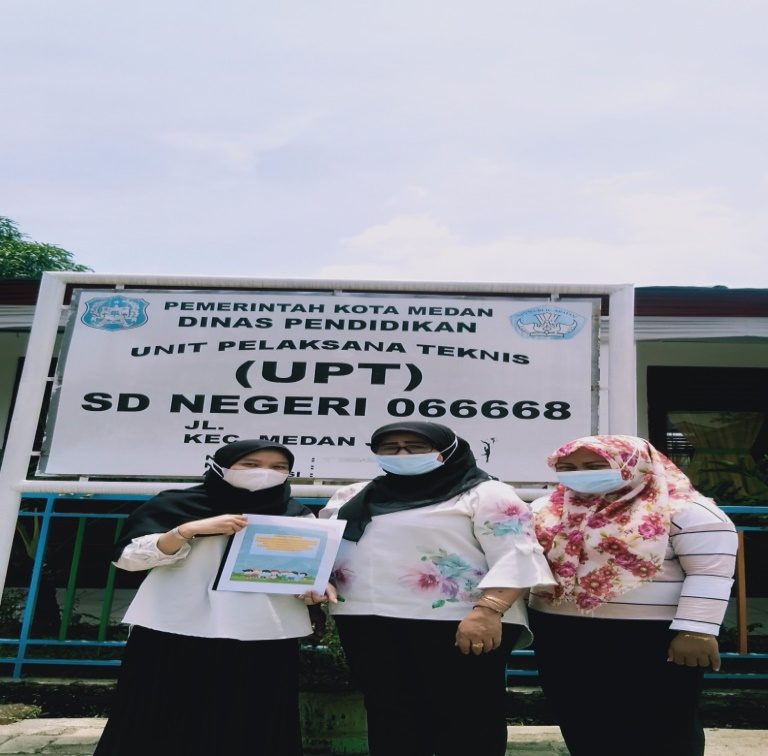 PEMERINTAH KOTA MEDAN
DINAS PENDIDIKAN
UNIT PELAKSANA TEKNIS
(UPT)
SD NEGERI 066668
JL.
KEC. MEDAN -